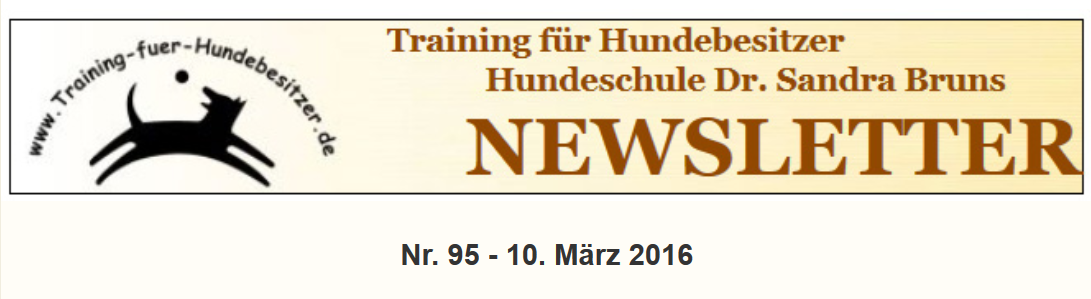 www.Training-fuer-Hundebesitzer.de
Training für Hundebesitzer
Hundeschule Dr. Sandra Bruns
NEWSLETTER
Nr. 95 - 10. März 2016